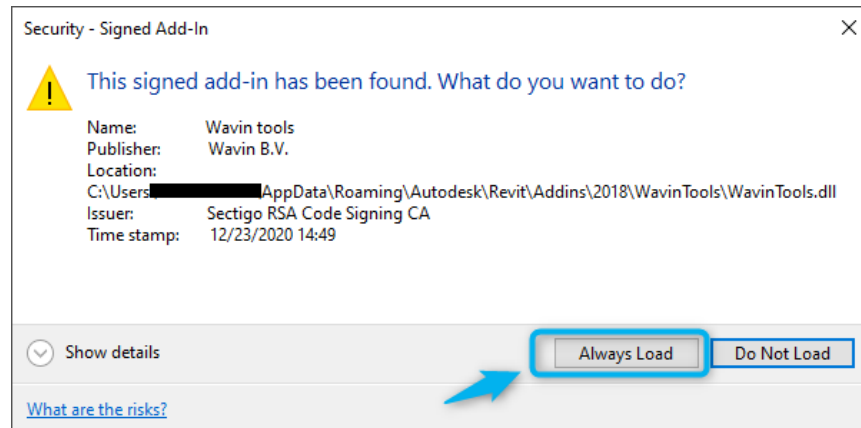 Security - Signed Add-In
This signed add-in has been found. What do you want to do?
Name: Wavin tools
Publisher: Wavin B.V.
Location:
C:\Users AppData\Roaming\Autodesk\Revit\Addins\2018\WavinTools\WavinTools.dll
Issuer: Sectigo RSA Code Signing CA
Time stamp: 12/23/2020 14:49
Show details
Always Load
Do Not Load
What are the risks?